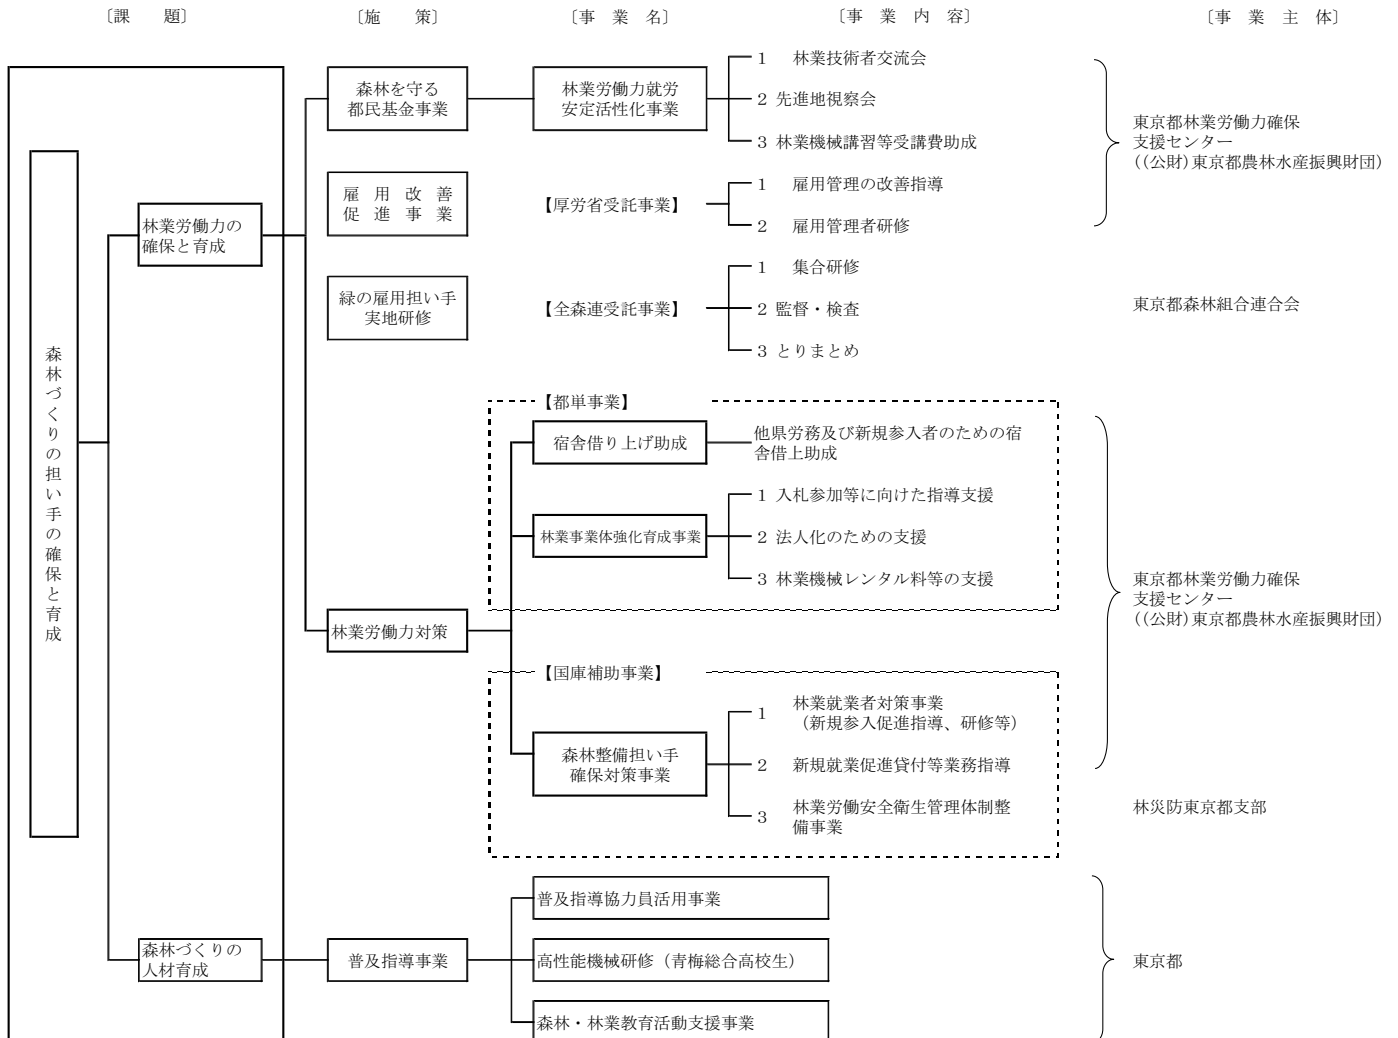 〔課　　題〕
〔施　　策〕
〔事　業　名〕
〔事　業　内　容〕
〔事　業　主　体〕
森林づくりの担い手の確保と育成
林業労働力の
確保と育成
森林を守る
都民基金事業
林業労働力就労
安定活性化事業
1　林業技術者交流会
2 先進地視察会
3 林業機械講習等受講費助成
東京都林業労働力確保
支援センター
((公財)東京都農林水産振興財団)
雇　用　改　善
促　進　事　業
【厚労省受託事業】
1　雇用管理の改善指導
2　雇用管理者研修
緑の雇用担い手
実地研修
【全森連受託事業】
1　集合研修
2 監督・検査
3 とりまとめ
東京都森林組合連合会
林業労働力対策
【都単事業】
宿舎借り上げ助成
他県労務及び新規参入者のための宿
舎借上助成
林業事業体強化育成事業
1 入札参加等に向けた指導支援
2 法人化のための支援
3 林業機械レンタル料等の支援
東京都林業労働力確保
支援センター
((公財)東京都農林水産振興財団)
【国庫補助事業】
森林整備担い手
確保対策事業
1　林業就業者対策事業
（新規参入促進指導、研修等）
2　新規就業促進貸付等業務指導
3　林業労働安全衛生管理体制整
備事業
林災防東京都支部
森林づくりの
人材育成
普及指導事業
普及指導協力員活用事業
高性能機械研修（青梅総合高校生）
森林・林業教育活動支援事業
東京都